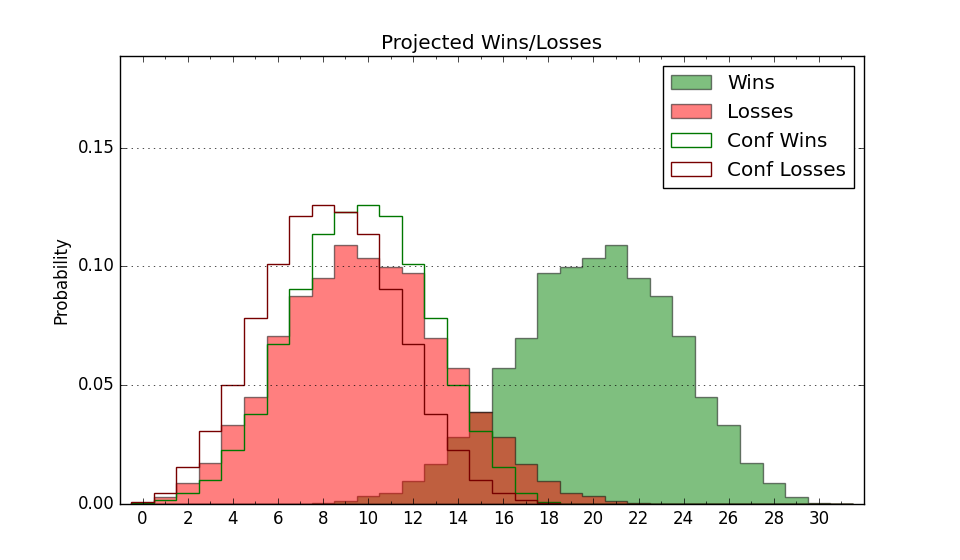 Projected Wins/Losses
Wins
Losses
Conf Wins
Conf Losses
Probability
0.15
0.10
0.05
0.00
0 2 4 6 8 10 12 14 16 18 20 22 24 26 28 30